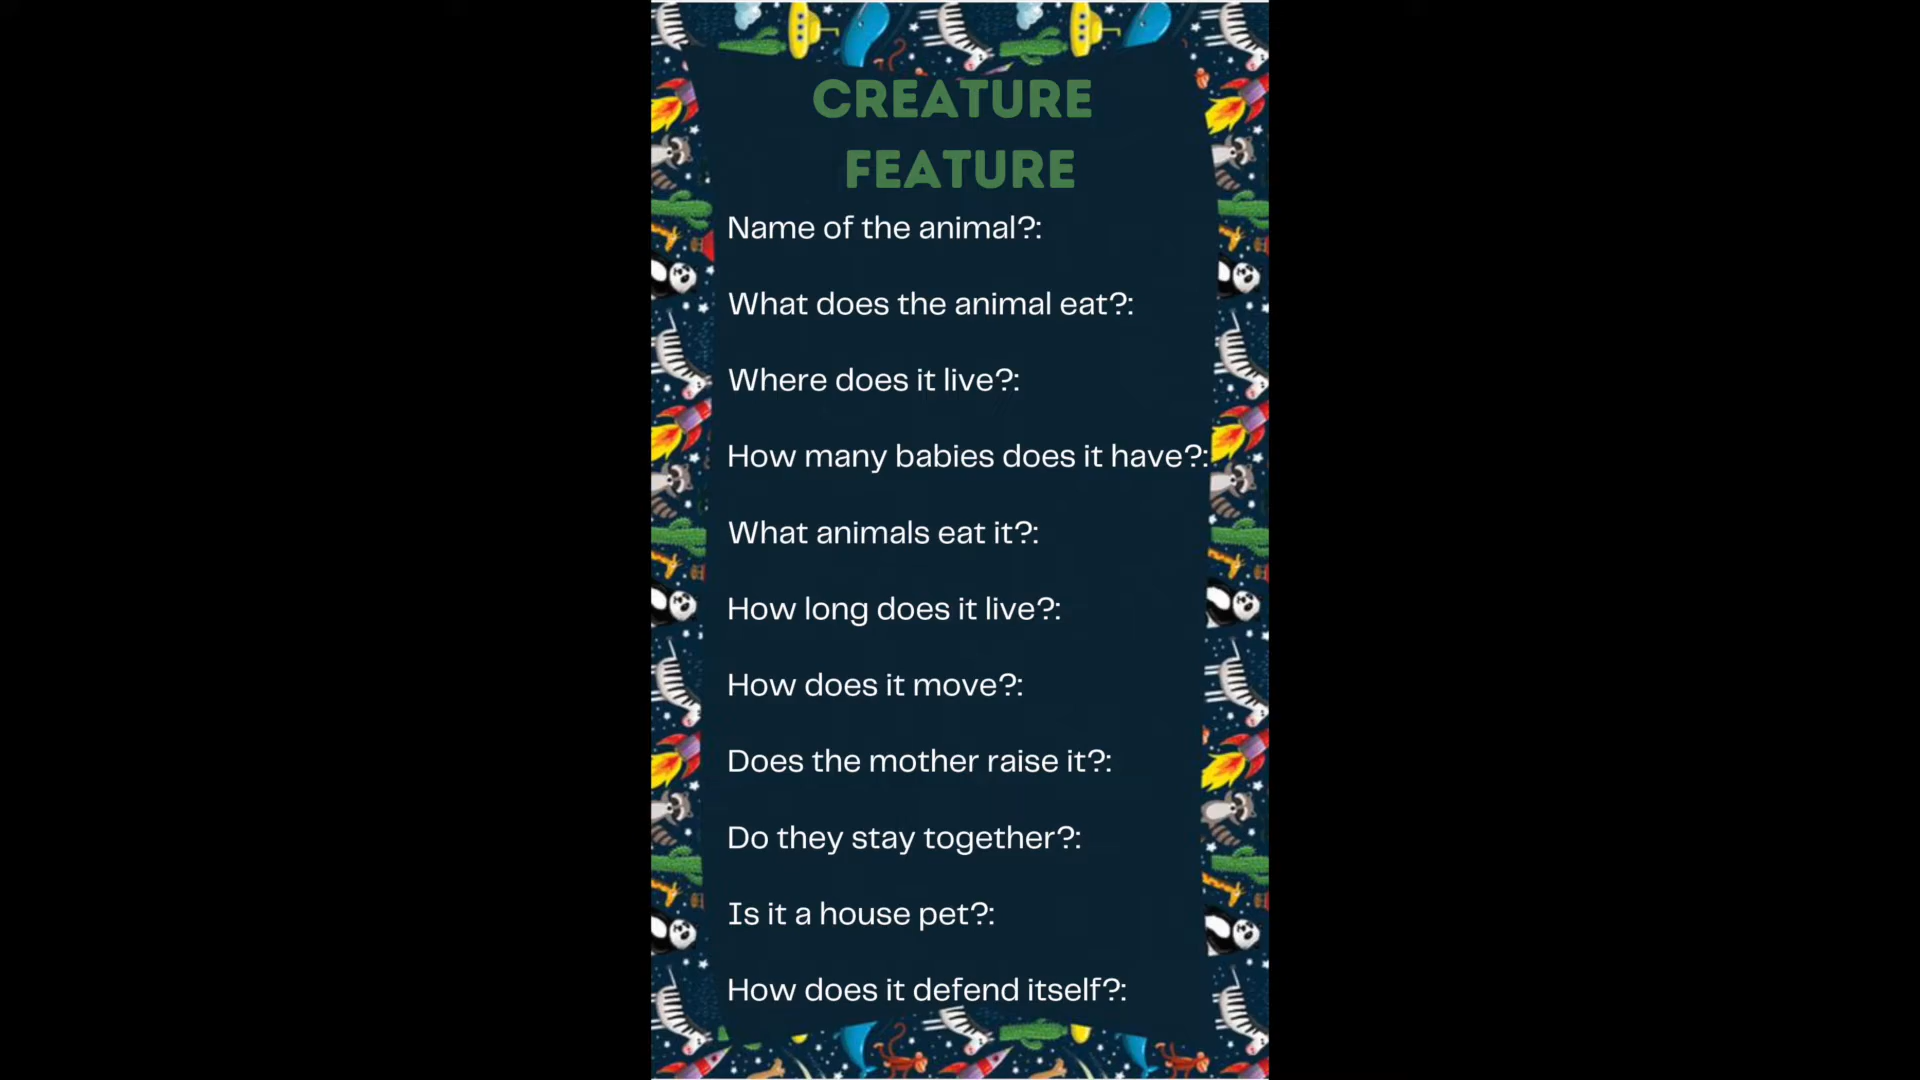 CREATURE
FEATURE
Name of the animal?:
What does the animal eat?:
Where does it live?:
How many babies does it have?:
What animals eat it?:
How long does it live?:
How does it move?:
Does the mother raise it?:
Do they stay together?:
Is it a house pet?:
How does it defend itself?: